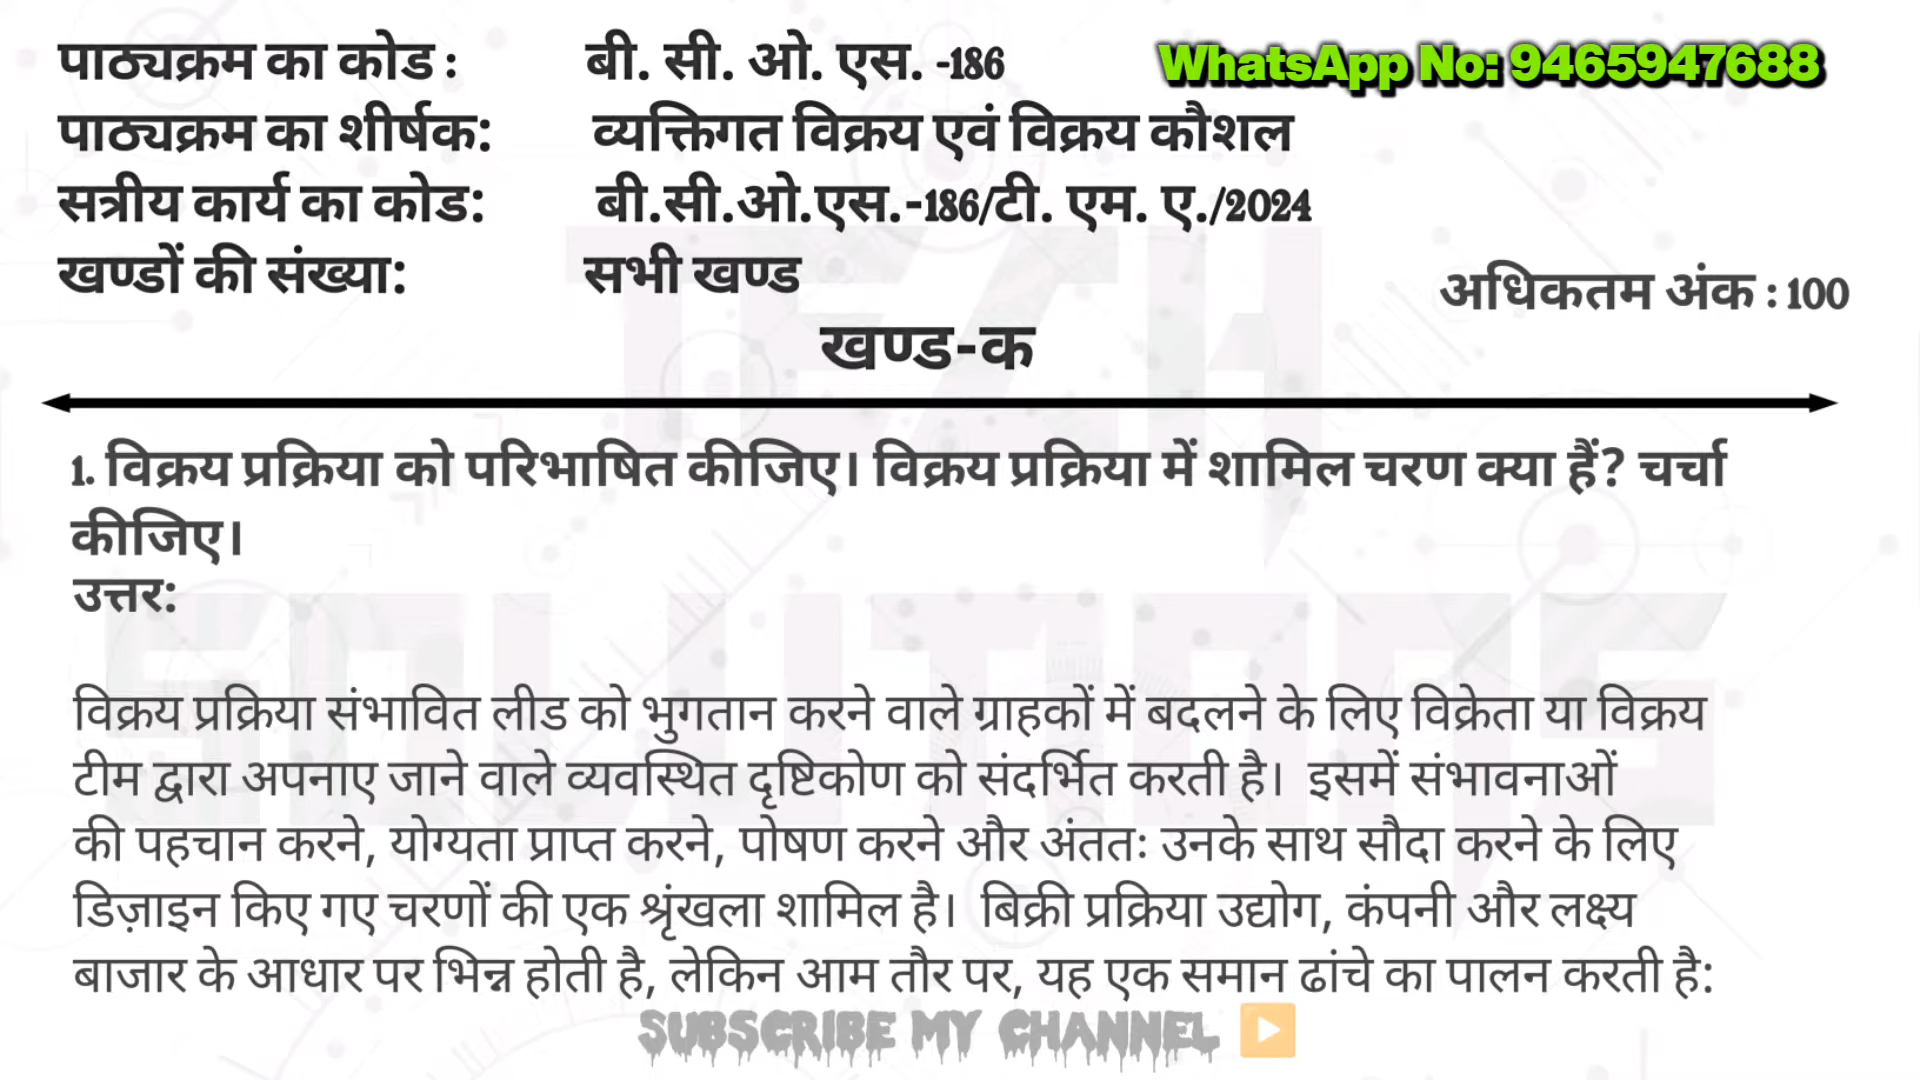 पाठ्यक्रम का कोड : बी. सी. ओ. एस. -186 WhatsApp No: 9465947688
पाठ्यक्रम का शीर्षक: व्यक्तिगत विक्रय एवं विक्रय कौशल
सत्रीय कार्य का कोड: बी.सी.ओ.एस.-186/टी. एम. ए./2024
खण्डों की संख्या: सभी खण्ड
अधिकतम अंक : 100
खण्ड-क
1. विक्रय प्रक्रिया को परिभाषित कीजिए। विक्रय प्रक्रिया में शामिल चरण क्या हैं? चर्चा
कीजिए।
उत्तर:
विक्रय प्रक्रिया संभावित लीड को भुगतान करने वाले ग्राहकों में बदलने के लिए विक्रेता या विक्रय
टीम द्वारा अपनाए जाने वाले व्यवस्थित दृष्टिकोण को संदर्भित करती है। इसमें संभावनाओं
की पहचान करने, योग्यता प्राप्त करने, पोषण करने और अंततः उनके साथ सौदा करने के लिए
डिज़ाइन किए गए चरणों की एक श्रृंखला शामिल है। बिक्री प्रक्रिया उद्योग, कंपनी और लक्ष्य
बाजार के आधार पर भिन्न होती है, लेकिन आम तौर पर, यह एक समान ढांचे का पालन करती है:
SUBSCRIBE MY CHANNEL
TECH
SOLUTIONS